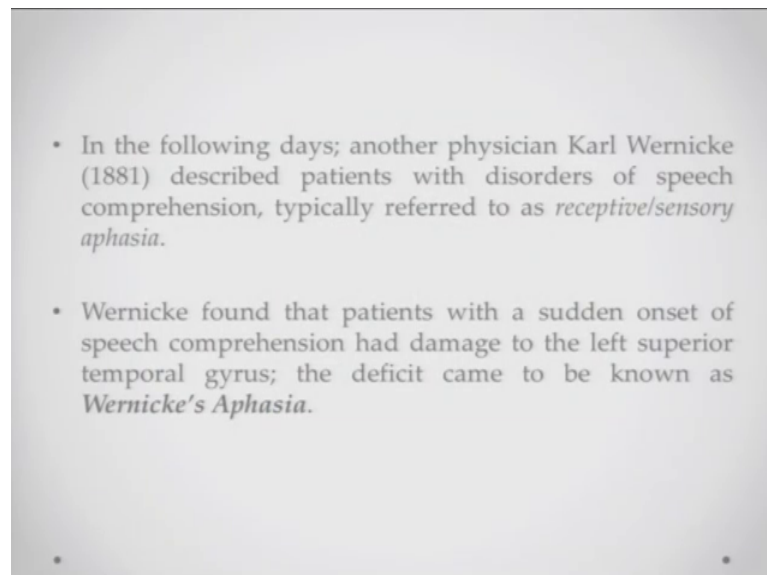 • In the following days; another physician Karl Wernicke
(1881) described patients with disorders of speech
comprehension, typically referred to as receptive/sensory
aphasia.
• Wernicke found that patients with a sudden onset of
speech comprehension had damage to the left superior
temporal gyrus; the deficit came to be known as
Wernicke's Aphasia.